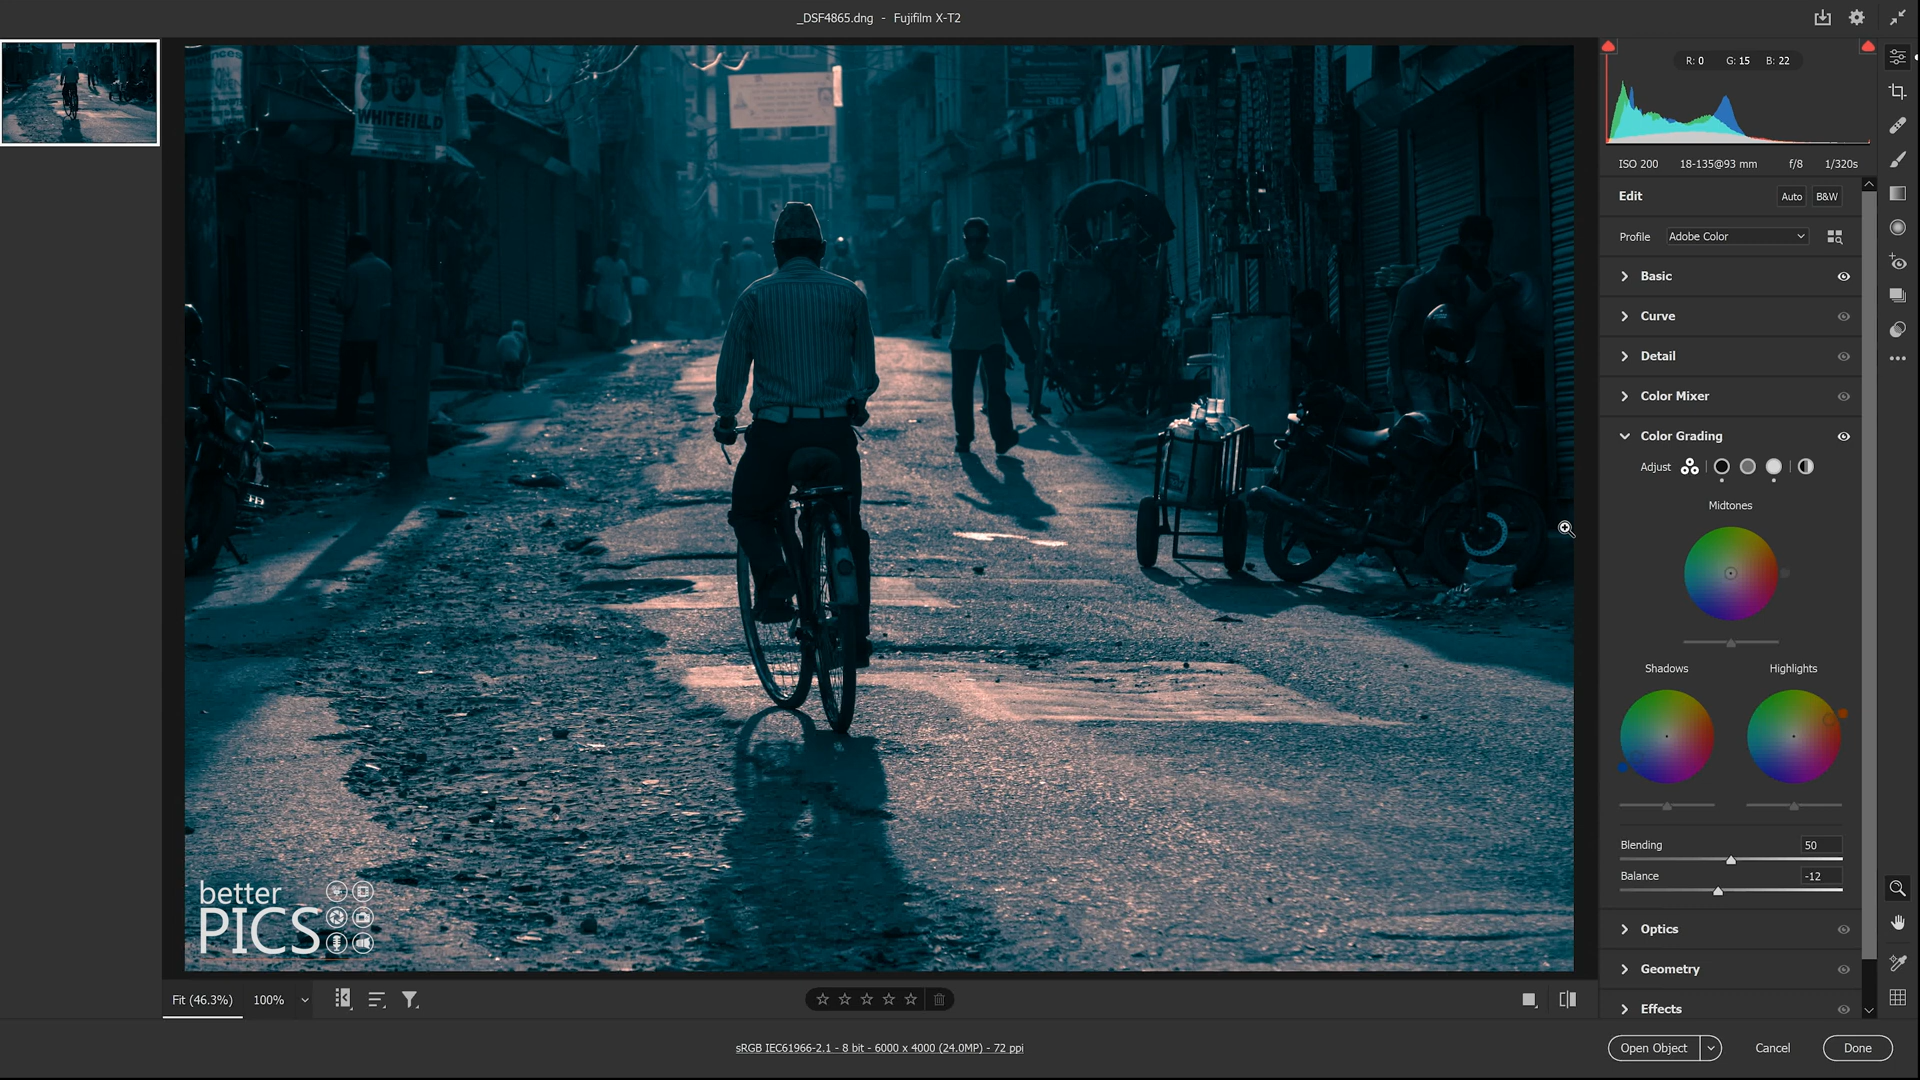 _DSF4865.dng - Fujifilm X-T2
R: 0 G: 15 B: 22
ISO 200 18-135@93 mm f/8 1/320s
Edit Auto B&W
Profile Adobe Color
Basic
Curve
Detail
Color Mixer
Color Grading
Adjust
Midtones
Shadows Highlights
Blending 50
Balance -12
Optics
Geometry
Effects
WHITEFIELD
better
PICS
Fit (46.3%) 100%
sRGB IEC61966-2.1 - 8 bit - 6000 x 4000 (24.0MP) - 72 ppi
Open Object Cancel Done